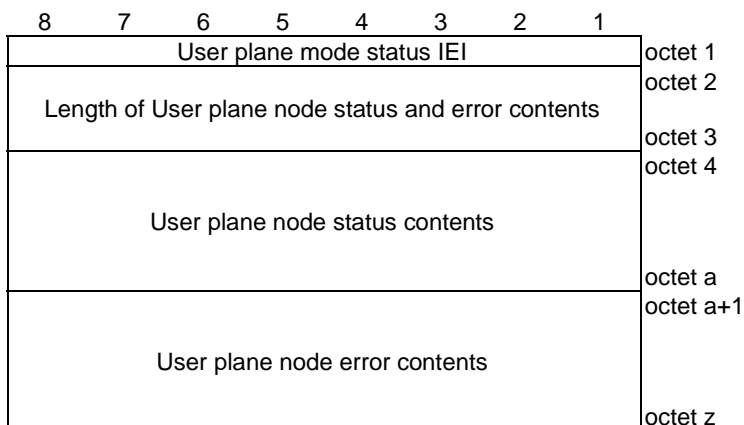 8 7 6 5 4 3 2 1
User plane mode status IEI octet 1
octet 2
Length of User plane node status and error contents
octet 3
octet 4
User plane node status contents
octet a
octet a+1
User plane node error contents
octet z